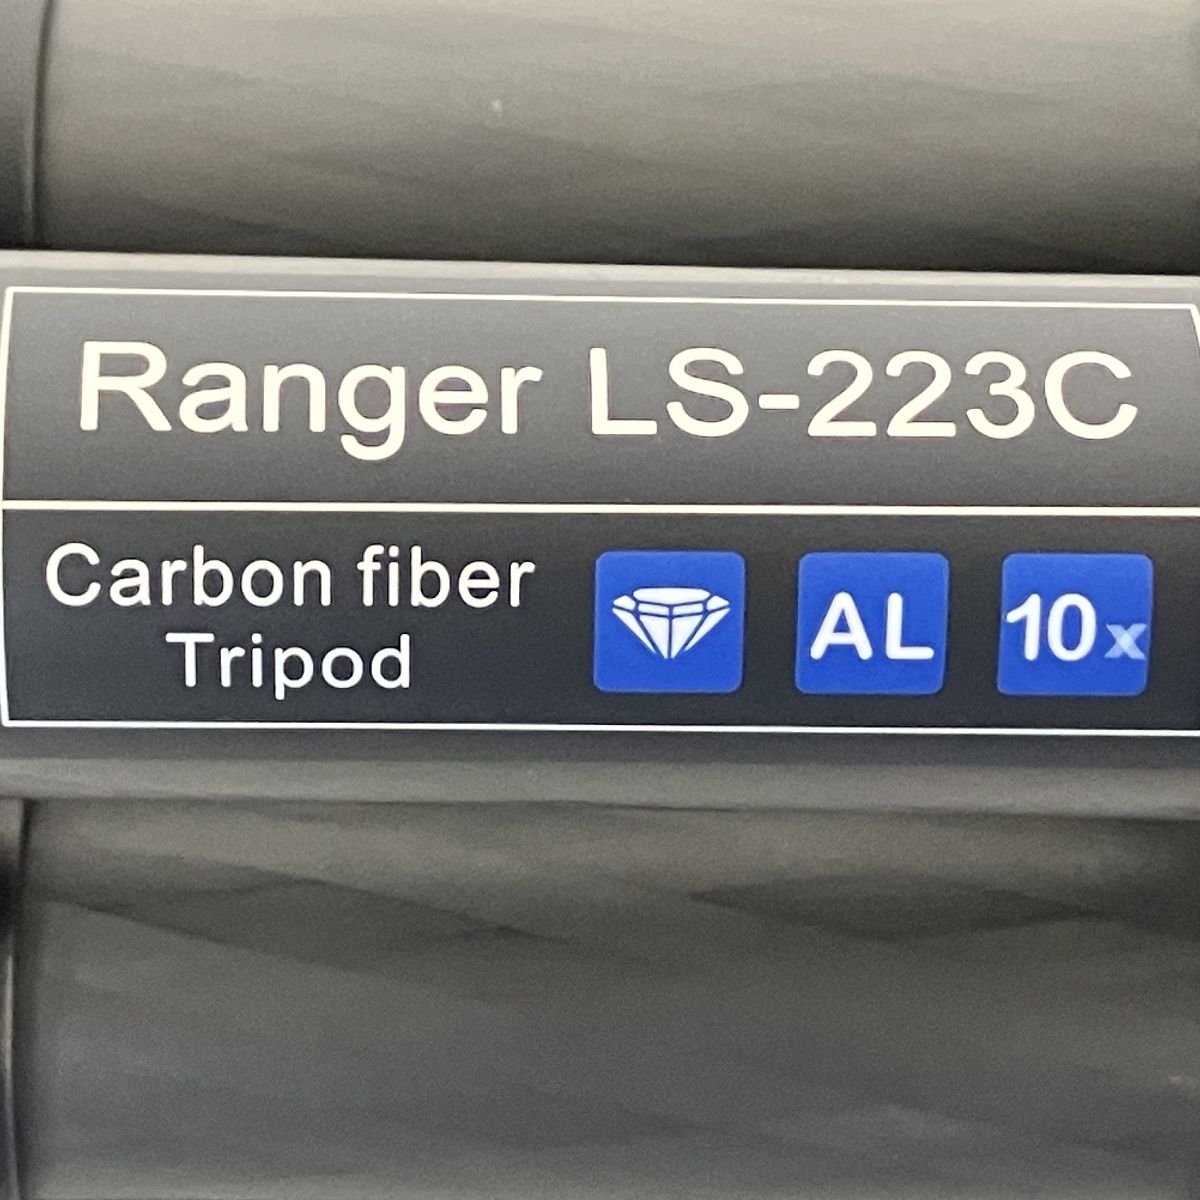 Ranger LS-223C
Carbon fiber
Tripod
AL
10x